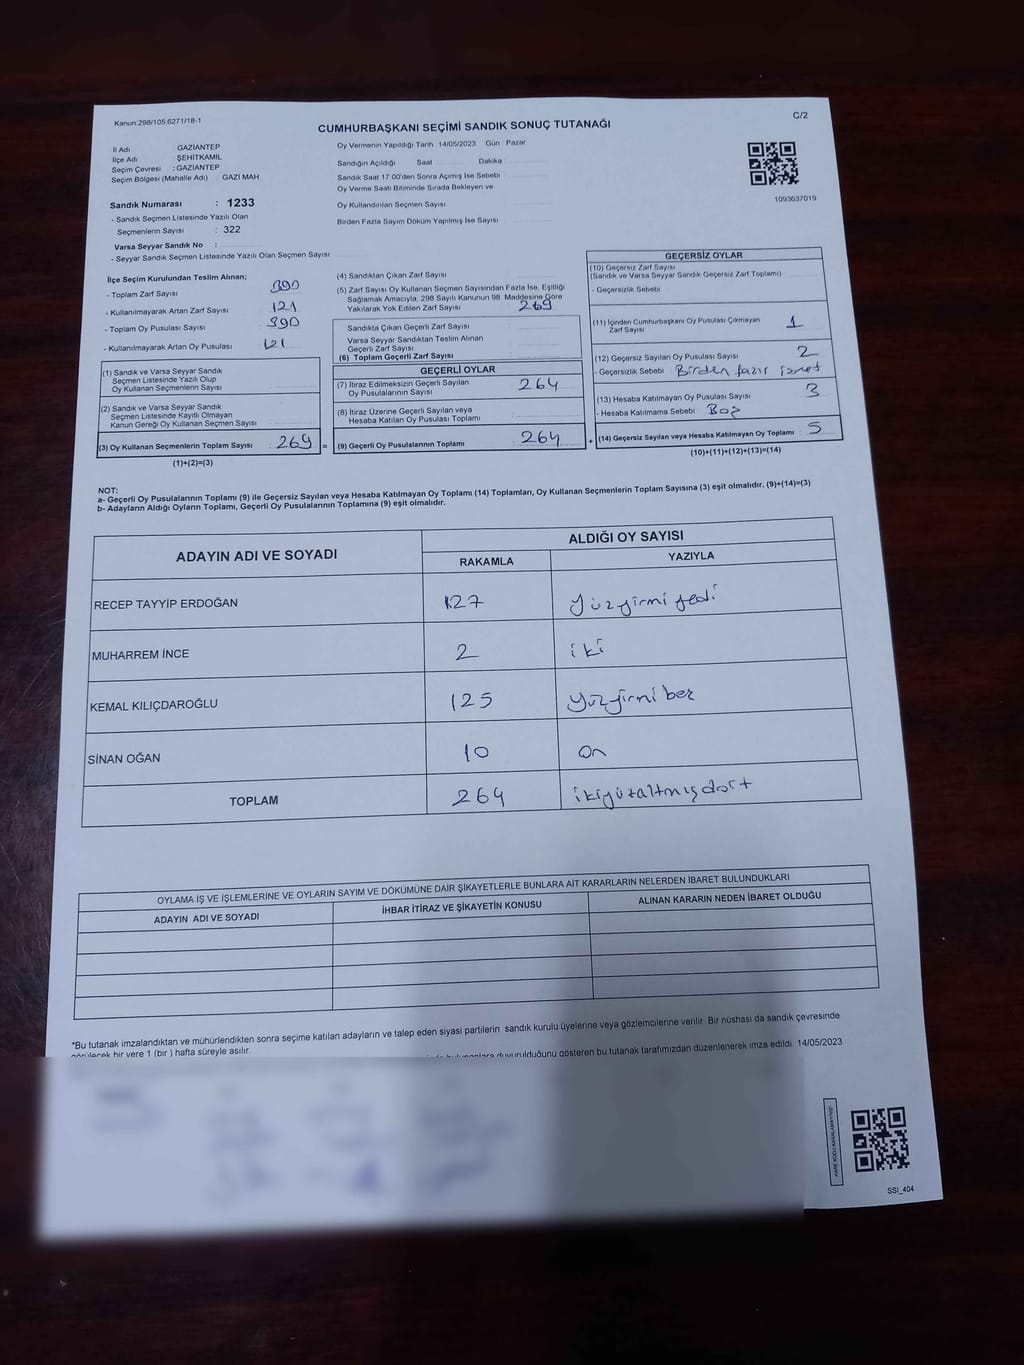 Kanun:298/105;6271/18-1
C/2
CUMHURBAŞKANI SEÇİMİ SANDIK SONUÇ TUTANAĞI
İl Adı : GAZİANTEP
İlçe Adı : ŞEHİTKAMİL
Seçim Çevresi : GAZİANTEP
Seçim Bölgesi (Mahalle Adı) : GAZİ MAH.
Sandık Numarası : 1233
- Sandık Seçmen Listesinde Yazılı Olan
Seçmenlerin Sayısı : 322
Varsa Seyyar Sandık No :
- Seyyar Sandık Seçmen Listesinde Yazılı Olan Seçmen Sayısı
Oy Vermenin Yapıldığı Tarih :14/05/2023 Gün : Pazar
Sandığın Açıldığı Saat Dakika
Sandık Saat 17.00'den Sonra Açılmış İse Sebebi
Oy Verme Saati Bitiminde Sırada Bekleyen ve
Oy Kullandırılan Seçmen Sayısı
Birden Fazla Sayım Döküm Yapılmış İse Sayısı
1093637019
İlçe Seçim Kurulundan Teslim Alınan;
- Toplam Zarf Sayısı 390
- Kullanılmayarak Artan Zarf Sayısı 121
- Toplam Oy Pusulası Sayısı 390
- Kullanılmayarak Artan Oy Pusulası 121
(1) Sandık ve Varsa Seyyar Sandık
Seçmen Listesinde Yazılı Olup
Oy Kullanan Seçmenlerin Sayısı
(2) Sandık ve Varsa Seyyar Sandık
Seçmen Listesinde Kayıtlı Olmayan
Kanun Gereği Oy Kullanan Seçmen Sayısı
(3) Oy Kullanan Seçmenlerin Toplam Sayısı 269 =
(1)+(2)=(3)
(4) Sandıktan Çıkan Zarf Sayısı
(5) Zarf Sayısı Oy Kullanan Seçmen Sayısından Fazla İse, Eşitliği
Sağlamak Amacıyla, 298 Sayılı Kanunun 98. Maddesine Göre
Yakılarak Yok Edilen Zarf Sayısı 269
Sandıkta Çıkan Geçerli Zarf Sayısı
Varsa Seyyar Sandıktan Teslim Alınan
Geçerli Zarf Sayısı
(6) Toplam Geçerli Zarf Sayısı
GEÇERLİ OYLAR
(7) İtiraz Edilmeksizin Geçerli Sayılan
Oy Pusulalarının Sayısı 264
(8) İtiraz Üzerine Geçerli Sayılan veya
Hesaba Katılan Oy Pusulası Toplamı
(9) Geçerli Oy Pusulalarının Toplamı 264 +
GEÇERSİZ OYLAR
(10) Geçersiz Zarf Sayısı
(Sandık ve Varsa Seyyar Sandık Geçersiz Zarf Toplamı)
- Geçersizlik Sebebi
(11) İçinden Cumhurbaşkanı Oy Pusulası Çıkmayan
Zarf Sayısı 1
(12) Geçersiz Sayılan Oy Pusulası Sayısı 2
- Geçersizlik Sebebi Birden fazır ismet
(13) Hesaba Katılmayan Oy Pusulası Sayısı 3
- Hesaba Katılmama Sebebi Boş
(14) Geçersiz Sayılan veya Hesaba Katılmayan Oy Toplamı 5
(10)+(11)+(12)+(13)=(14)
NOT:
a- Geçerli Oy Pusulalarının Toplamı (9) ile Geçersiz Sayılan veya Hesaba Katılmayan Oy Toplamı (14) Toplamları, Oy Kullanan Seçmenlerin Toplam Sayısına (3) eşit olmalıdır. (9)+(14)=(3)
b- Adayların Aldığı Oyların Toplamı, Geçerli Oy Pusulalarının Toplamına (9) eşit olmalıdır.
ADAYIN ADI VE SOYADI
ALDIĞI OY SAYISI
RAKAMLA YAZIYLA
RECEP TAYYİP ERDOĞAN 127 yüzyirmi yedi
MUHARREM İNCE 2 iki
KEMAL KILIÇDAROĞLU 125 yüzyirmi beş
SİNAN OĞAN 10 on
TOPLAM 264 ikiyüzaltmışdört
OYLAMA İŞ VE İŞLEMLERİNE VE OYLARIN SAYIM VE DÖKÜMÜNE DAİR ŞİKAYETLERLE BUNLARA AİT KARARLARIN NELERDEN İBARET BULUNDUKLARI
ADAYIN ADI VE SOYADI İHBAR İTİRAZ VE ŞİKAYETİN KONUSU ALINAN KARARIN NEDEN İBARET OLDUĞU
*Bu tutanak imzalandıktan ve mühürlendikten sonra seçime katılan adayların ve talep eden siyasi partilerin sandık kurulu üyelerine veya gözlemcilerine verilir. Bir nüshası da sandık çevresinde
görülecek bir yere 1 (bir) hafta süreyle asılır.
duyurulduğunu gösteren bu tutanak tarafımızdan düzenlenerek imza edildi. 14/05/2023
KARE KODU KARALAMAYINIZ!
SSI_404